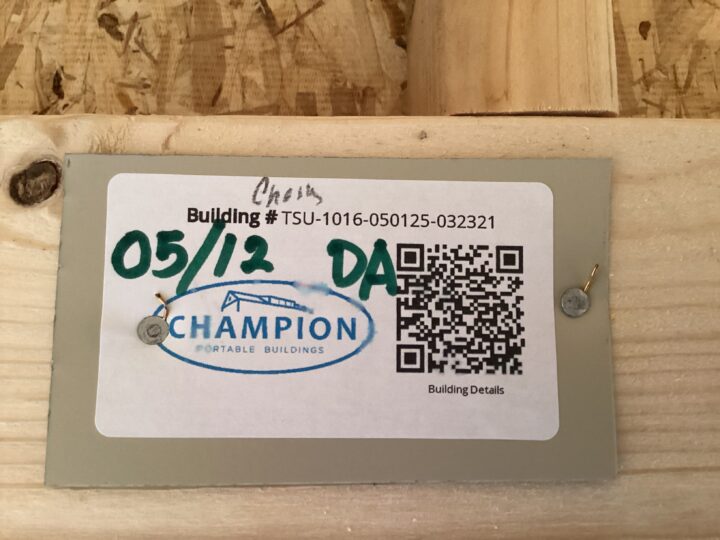 Building # TSU-1016-050125-032321
05/12 DA
CHAMPION
PORTABLE BUILDINGS
Building Details